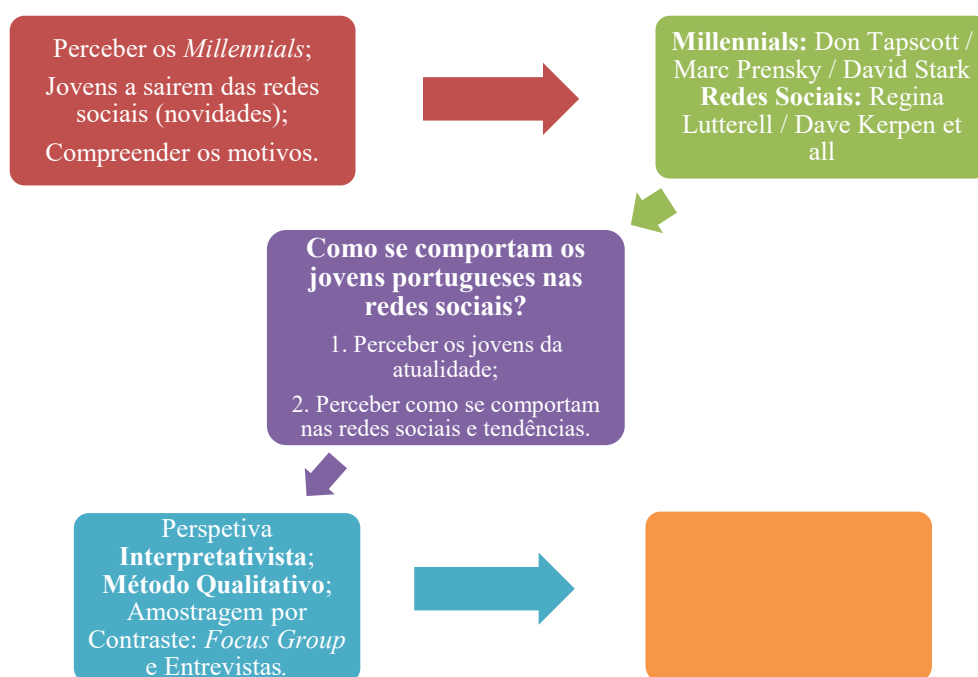 Perceber os Millennials;
Jovens a sairem das redes
sociais (novidades);
Compreender os motivos.
Millennials: Don Tapscott /
Marc Prensky / David Stark
Redes Sociais: Regina
Lutterell / Dave Kerpen et
all
Como se comportam os
jovens portugueses nas
redes sociais?
1. Perceber os jovens da
atualidade;
2. Perceber como se comportam
nas redes sociais e tendências.
Perspetiva
Interpretativista;
Método Qualitativo;
Amostragem por
Contraste: Focus Group
e Entrevistas.